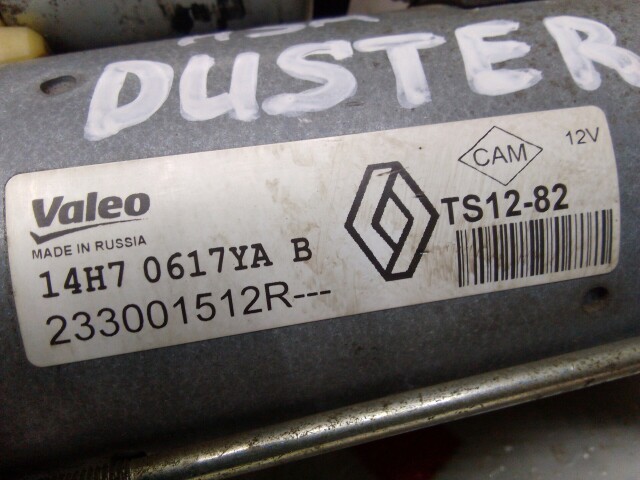 DUSTER
CAM
12V
Valeo
TS12-82
MADE IN RUSSIA
14H7 0617YA B
233001512R---